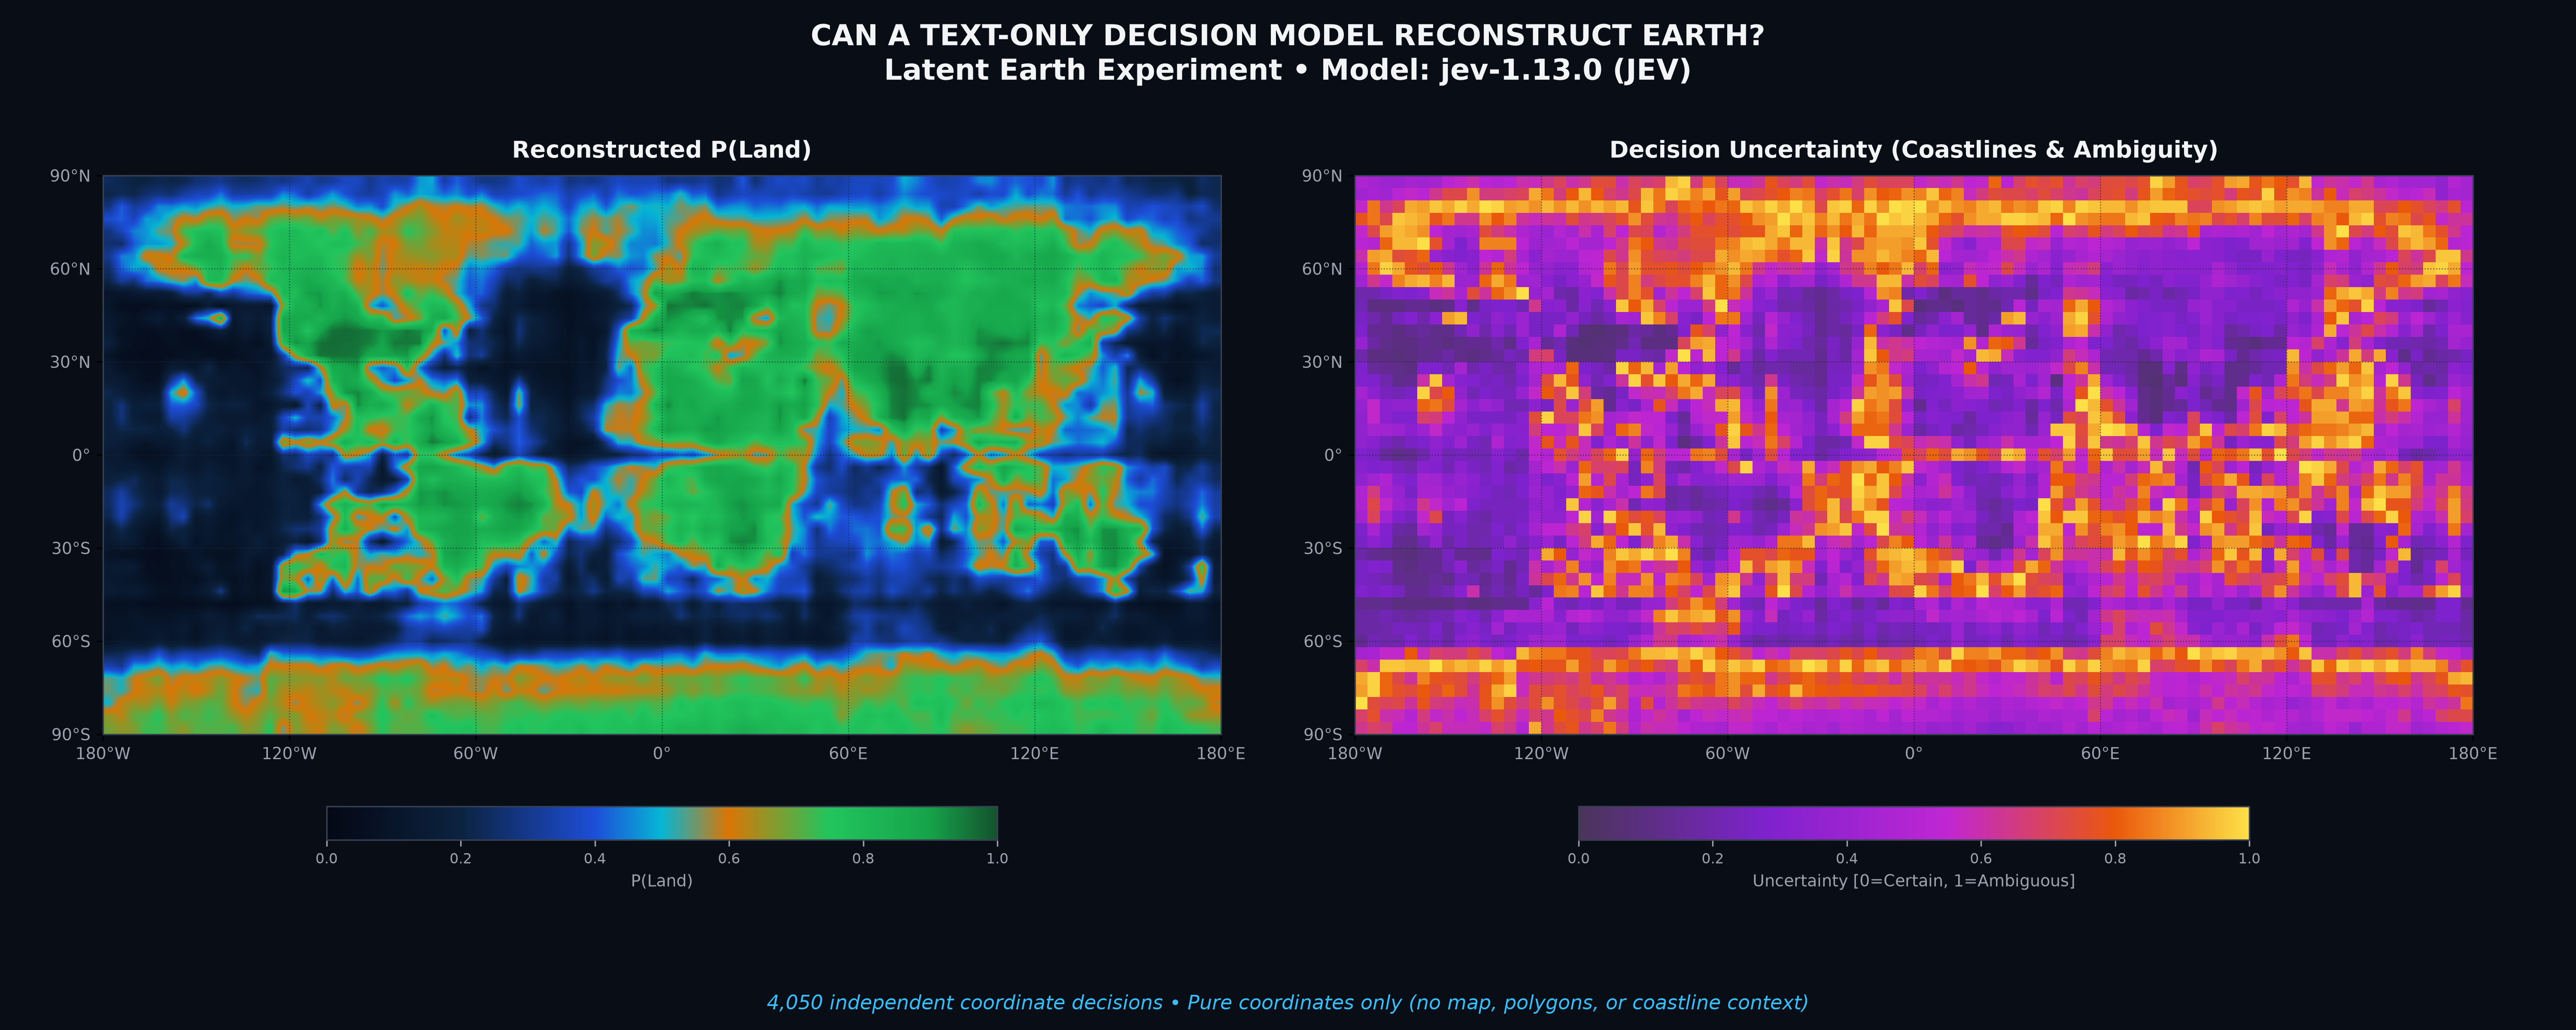 CAN A TEXT-ONLY DECISION MODEL RECONSTRUCT EARTH?
Latent Earth Experiment • Model: jev-1.13.0 (JEV)
Reconstructed P(Land)
90°N
60°N
30°N
0°
30°S
60°S
90°S
180°W 120°W 60°W 0° 60°E 120°E 180°E
0.0 0.2 0.4 0.6 0.8 1.0
P(Land)
Decision Uncertainty (Coastlines & Ambiguity)
90°N
60°N
30°N
0°
30°S
60°S
90°S
180°W 120°W 60°W 0° 60°E 120°E 180°E
0.0 0.2 0.4 0.6 0.8 1.0
Uncertainty [0=Certain, 1=Ambiguous]
4,050 independent coordinate decisions • Pure coordinates only (no map, polygons, or coastline context)